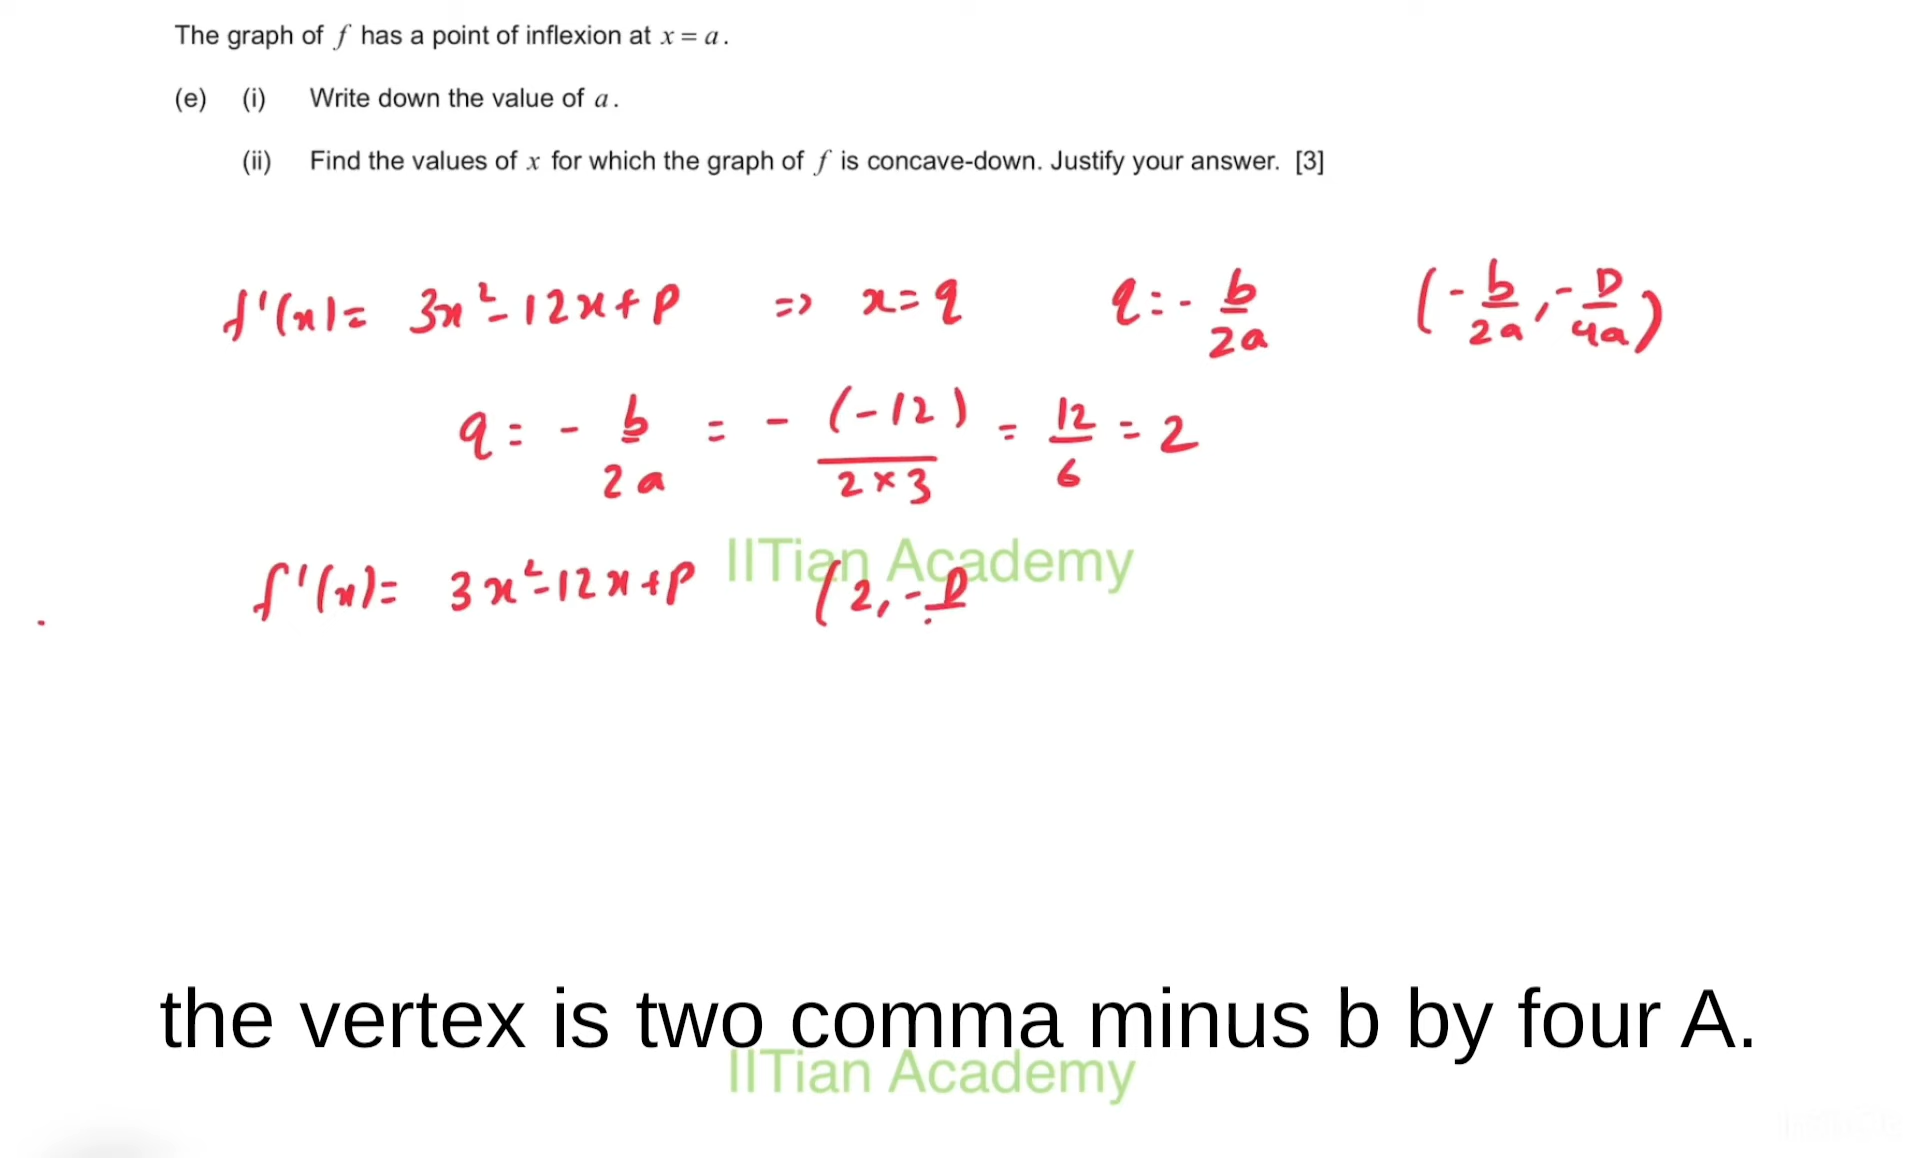 The graph of f has a point of inflexion at x = a.
(e) (i) Write down the value of a.
(ii) Find the values of x for which the graph of f is concave-down. Justify your answer. [3]
f'(x) = 3x² - 12x + p => x = q q = - b/2a (- b/2a, - D/4a)
q = - b/2a = - (-12)/2×3 = 12/6 = 2
IITian Academy
f'(x) = 3x² - 12x + p (2, - D
the vertex is two comma minus b by four A.
IITian Academy